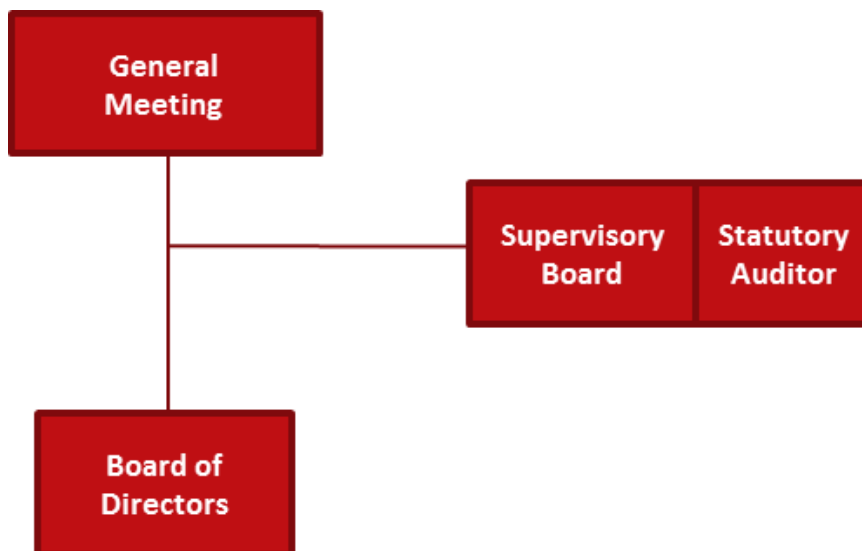 General
Meeting
Supervisory
Board
Statutory
Auditor
Board of
Directors